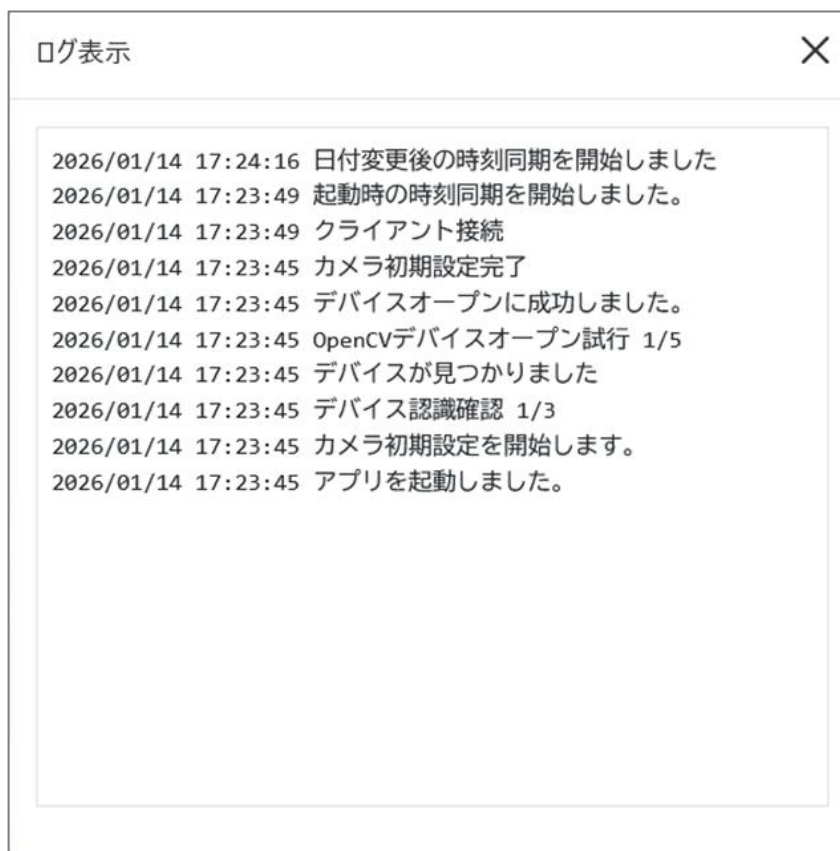 ログ表示
2026/01/14 17:24:16 日付変更後の時刻同期を開始しました
2026/01/14 17:23:49 起動時の時刻同期を開始しました。
2026/01/14 17:23:49 クライアント接続
2026/01/14 17:23:45 カメラ初期設定完了
2026/01/14 17:23:45 デバイスオープンに成功しました。
2026/01/14 17:23:45 OpenCVデバイスオープン試行 1/5
2026/01/14 17:23:45 デバイスが見つかりました
2026/01/14 17:23:45 デバイス認識確認 1/3
2026/01/14 17:23:45 カメラ初期設定を開始します。
2026/01/14 17:23:45 アプリを起動しました。